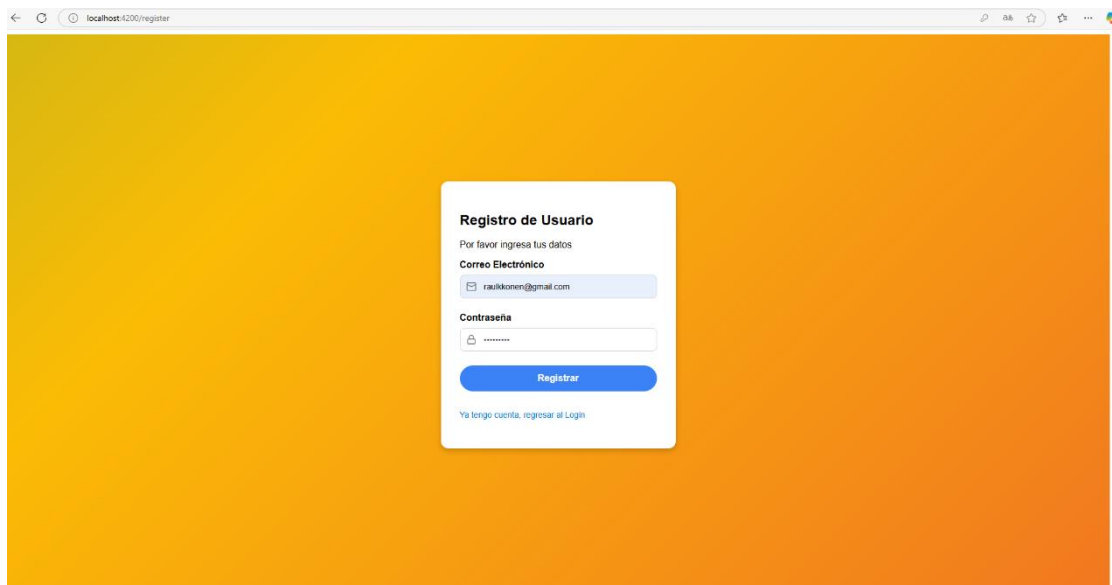 localhost:4200/register
Registro de Usuario
Por favor ingresa tus datos
Correo Electrónico
raulkkonen@gmail.com
Contraseña
•••••••••
Registrar
Ya tengo cuenta, regresar al Login